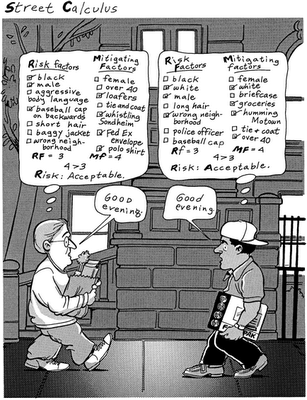 Street Calculus
Risk factors
black
male
aggressive
body language
baseball cap
on backwards
short hair
baggy jacket
wrong neigh-
borhood
RF = 3
Mitigating
Factors
female
over 40
loafers
tie and coat
whistling
Sondheim
Fed Ex
envelope
polo shirt
MF = 4
4 > 3
Risk: Acceptable.
Risk
Factors
black
white
male
long hair
wrong neigh-
borhood
police officer
baseball cap
RF = 3
Mitigating
Factors
female
white
briefcase
groceries
humming
Motown
tie & coat
over 40
MF = 4
4 > 3
Risk: Acceptable.
Good
evening.
Good
evening